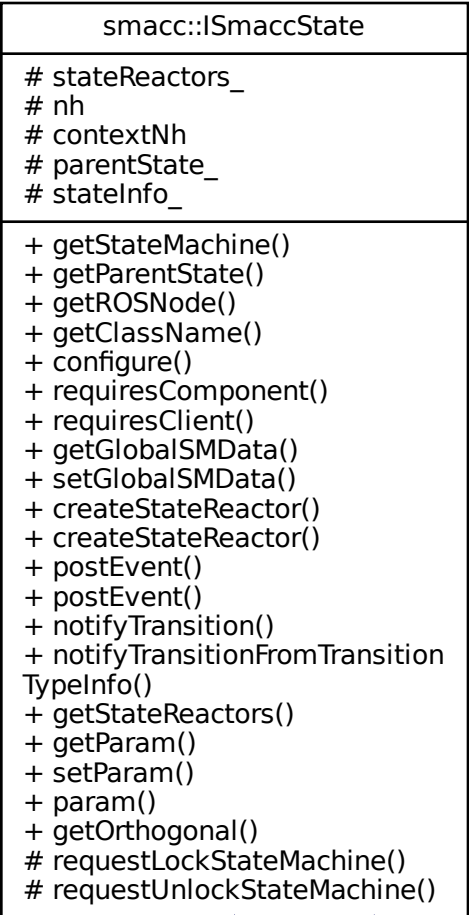 smacc::ISmaccState
# stateReactors_
# nh
# contextNh
# parentState_
# stateInfo_
+ getStateMachine()
+ getParentState()
+ getROSNode()
+ getClassName()
+ configure()
+ requiresComponent()
+ requiresClient()
+ getGlobalSMData()
+ setGlobalSMData()
+ createStateReactor()
+ createStateReactor()
+ postEvent()
+ postEvent()
+ notifyTransition()
+ notifyTransitionFromTransition
TypeInfo()
+ getStateReactors()
+ getParam()
+ setParam()
+ param()
+ getOrthogonal()
# requestLockStateMachine()
# requestUnlockStateMachine()